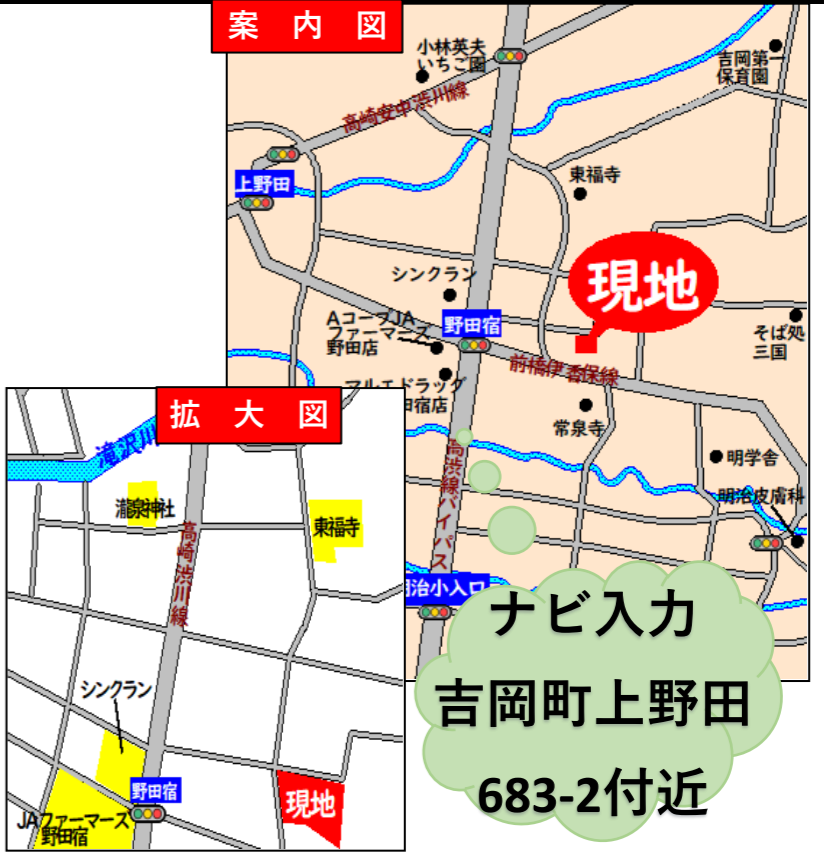 案 内 図
小林英夫
いちご園
吉岡第一
保育園
高崎安中渋川線
上野田
東福寺
シンクラン
現地
AコープJA
ファーマーズ
野田店
野田宿
そば処
三国
前橋伊香保線
マルエドラッグ
田宿店
常泉寺
高渋線バイパス
明学舎
明治皮膚科
治小入口
拡 大 図
滝沢川
瀧泉神社
東福寺
高崎渋川線
シンクラン
野田宿
現地
JAファーマーズ
野田宿
ナビ入力
吉岡町上野田
683-2付近